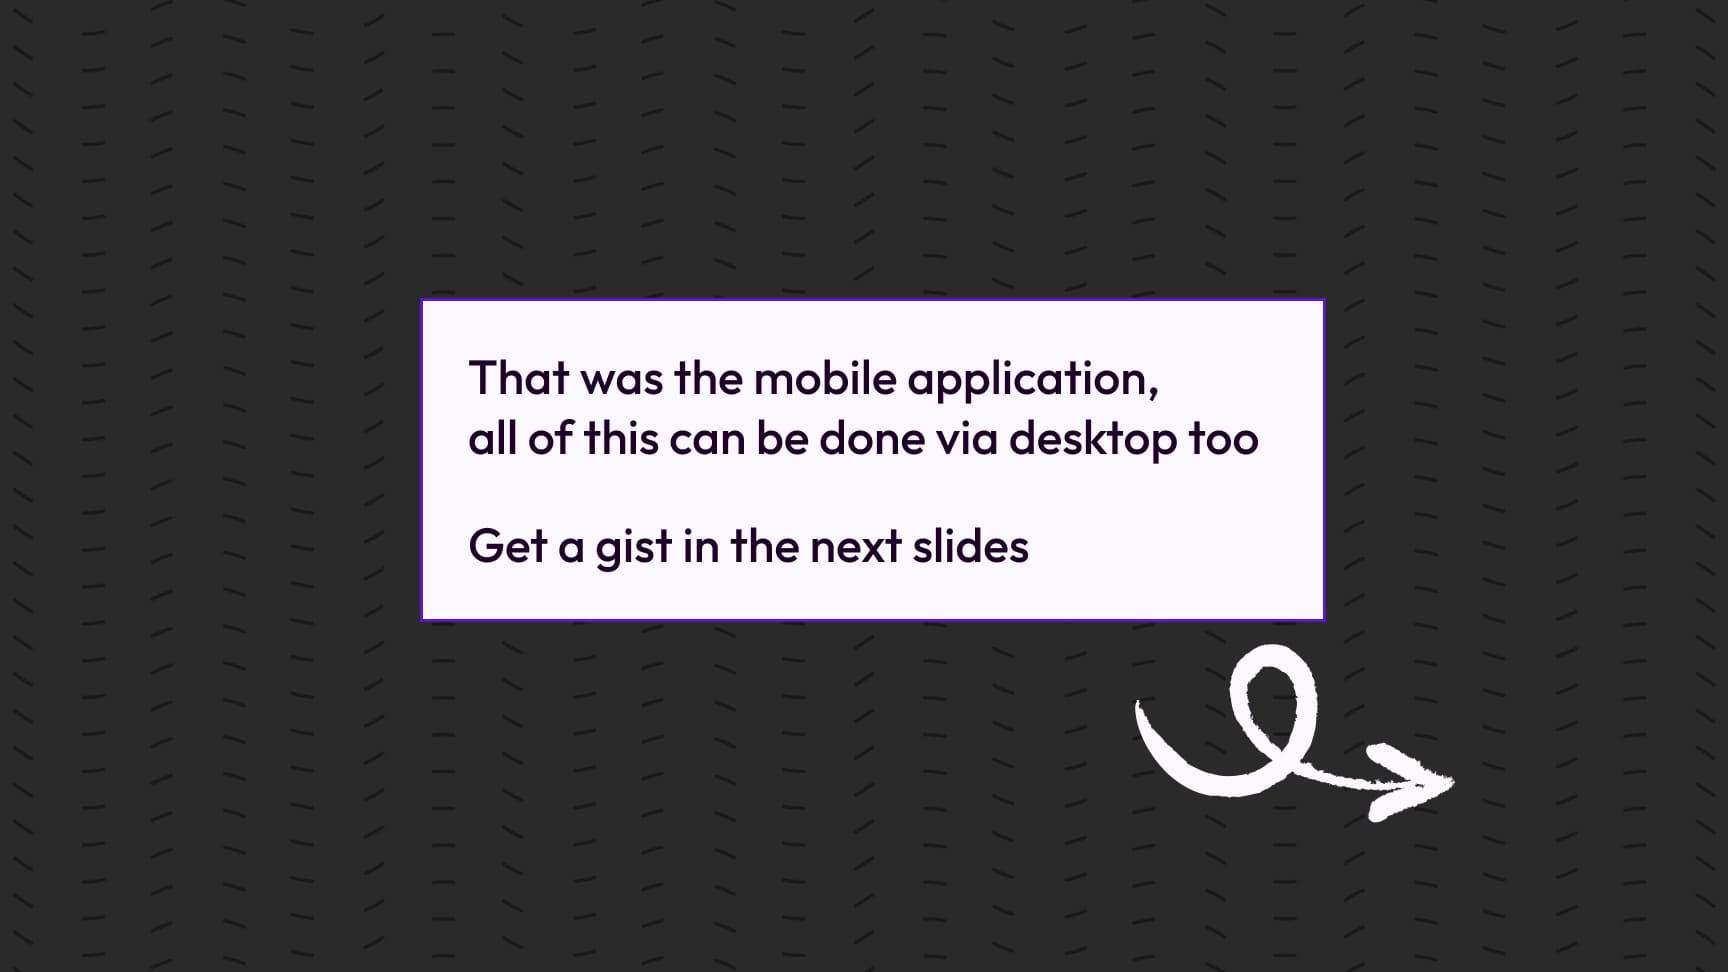 That was the mobile application,
all of this can be done via desktop too
Get a gist in the next slides